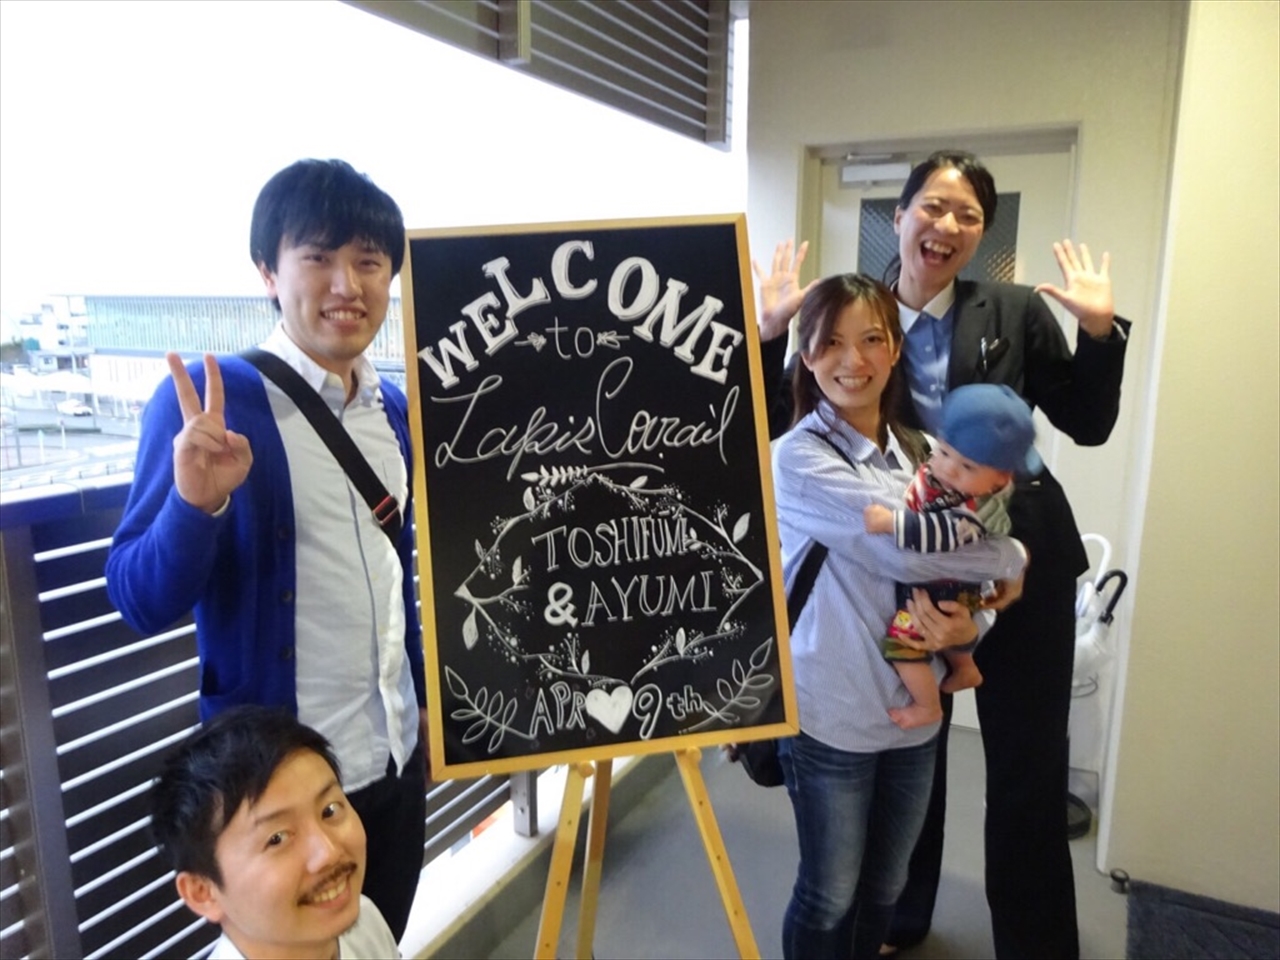 WELCOME
to
Lapis Corail
TOSHIFUMI
& AYUMI
APR 9th